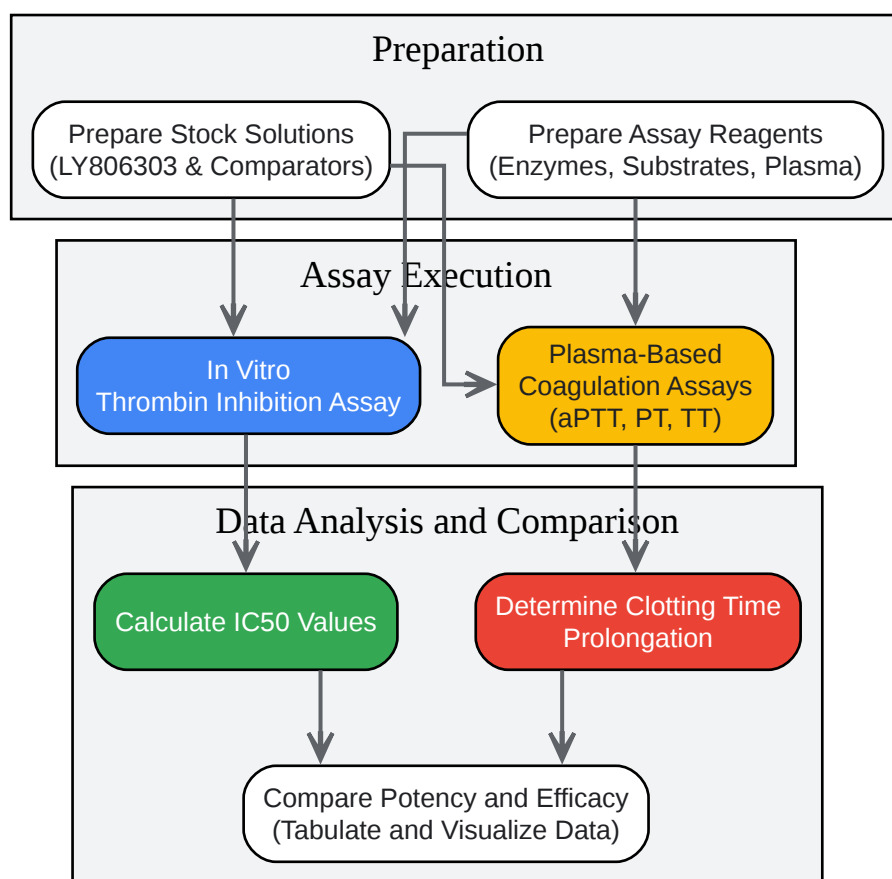 Preparation
Prepare Stock Solutions
(LY806303 & Comparators)
Prepare Assay Reagents
(Enzymes, Substrates, Plasma)
Assay Execution
In Vitro
Thrombin Inhibition Assay
Plasma-Based
Coagulation Assays
(aPTT, PT, TT)
Data Analysis and Comparison
Calculate IC50 Values
Determine Clotting Time
Prolongation
Compare Potency and Efficacy
(Tabulate and Visualize Data)